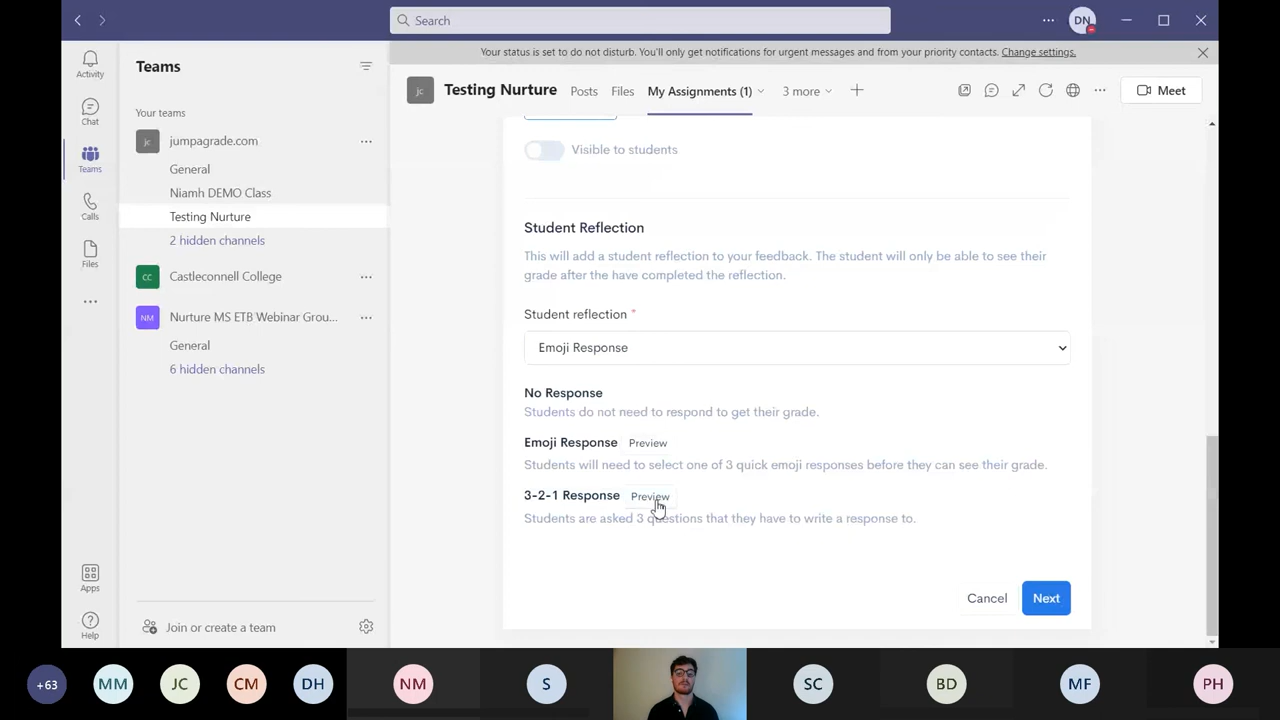 Search
DN
Your status is set to do not disturb. You'll only get notifications for urgent messages and from your priority contacts. Change settings.
Activity
Chat
Teams
Calls
Files
Apps
Help
Teams
Your teams
jc
jumpagrade.com
General
Niamh DEMO Class
Testing Nurture
2 hidden channels
CC
Castleconnell College
NM
Nurture MS ETB Webinar Grou...
General
6 hidden channels
Join or create a team
jc
Testing Nurture
Posts
Files
My Assignments (1)
3 more
Meet
Visible to students
Student Reflection
This will add a student reflection to your feedback. The student will only be able to see their
grade after the have completed the reflection.
Student reflection *
Emoji Response
No Response
Students do not need to respond to get their grade.
Emoji Response Preview
Students will need to select one of 3 quick emoji responses before they can see their grade.
3-2-1 Response Preview
Students are asked 3 questions that they have to write a response to.
Cancel
Next
+63
MM
JC
CM
DH
NM
S
SC
BD
MF
PH